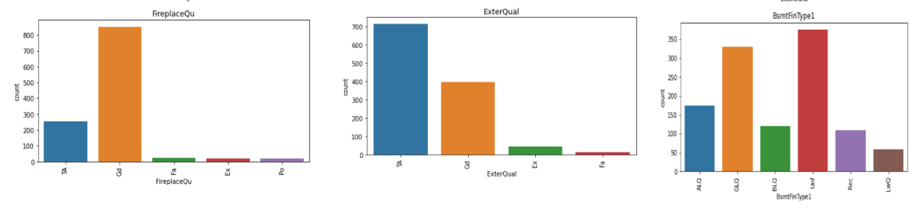 FireplaceQu
count
800
700
600
500
400
300
200
100
0
TA
Gd
Fa
Ex
Po
FireplaceQu
ExterQual
count
700
600
500
400
300
200
100
0
TA
Gd
Ex
Fa
ExterQual
BsmtFinType1
count
350
300
250
200
150
100
50
0
ALQ
GLQ
BLQ
Unf
Rec
LwQ
BsmtFinType1